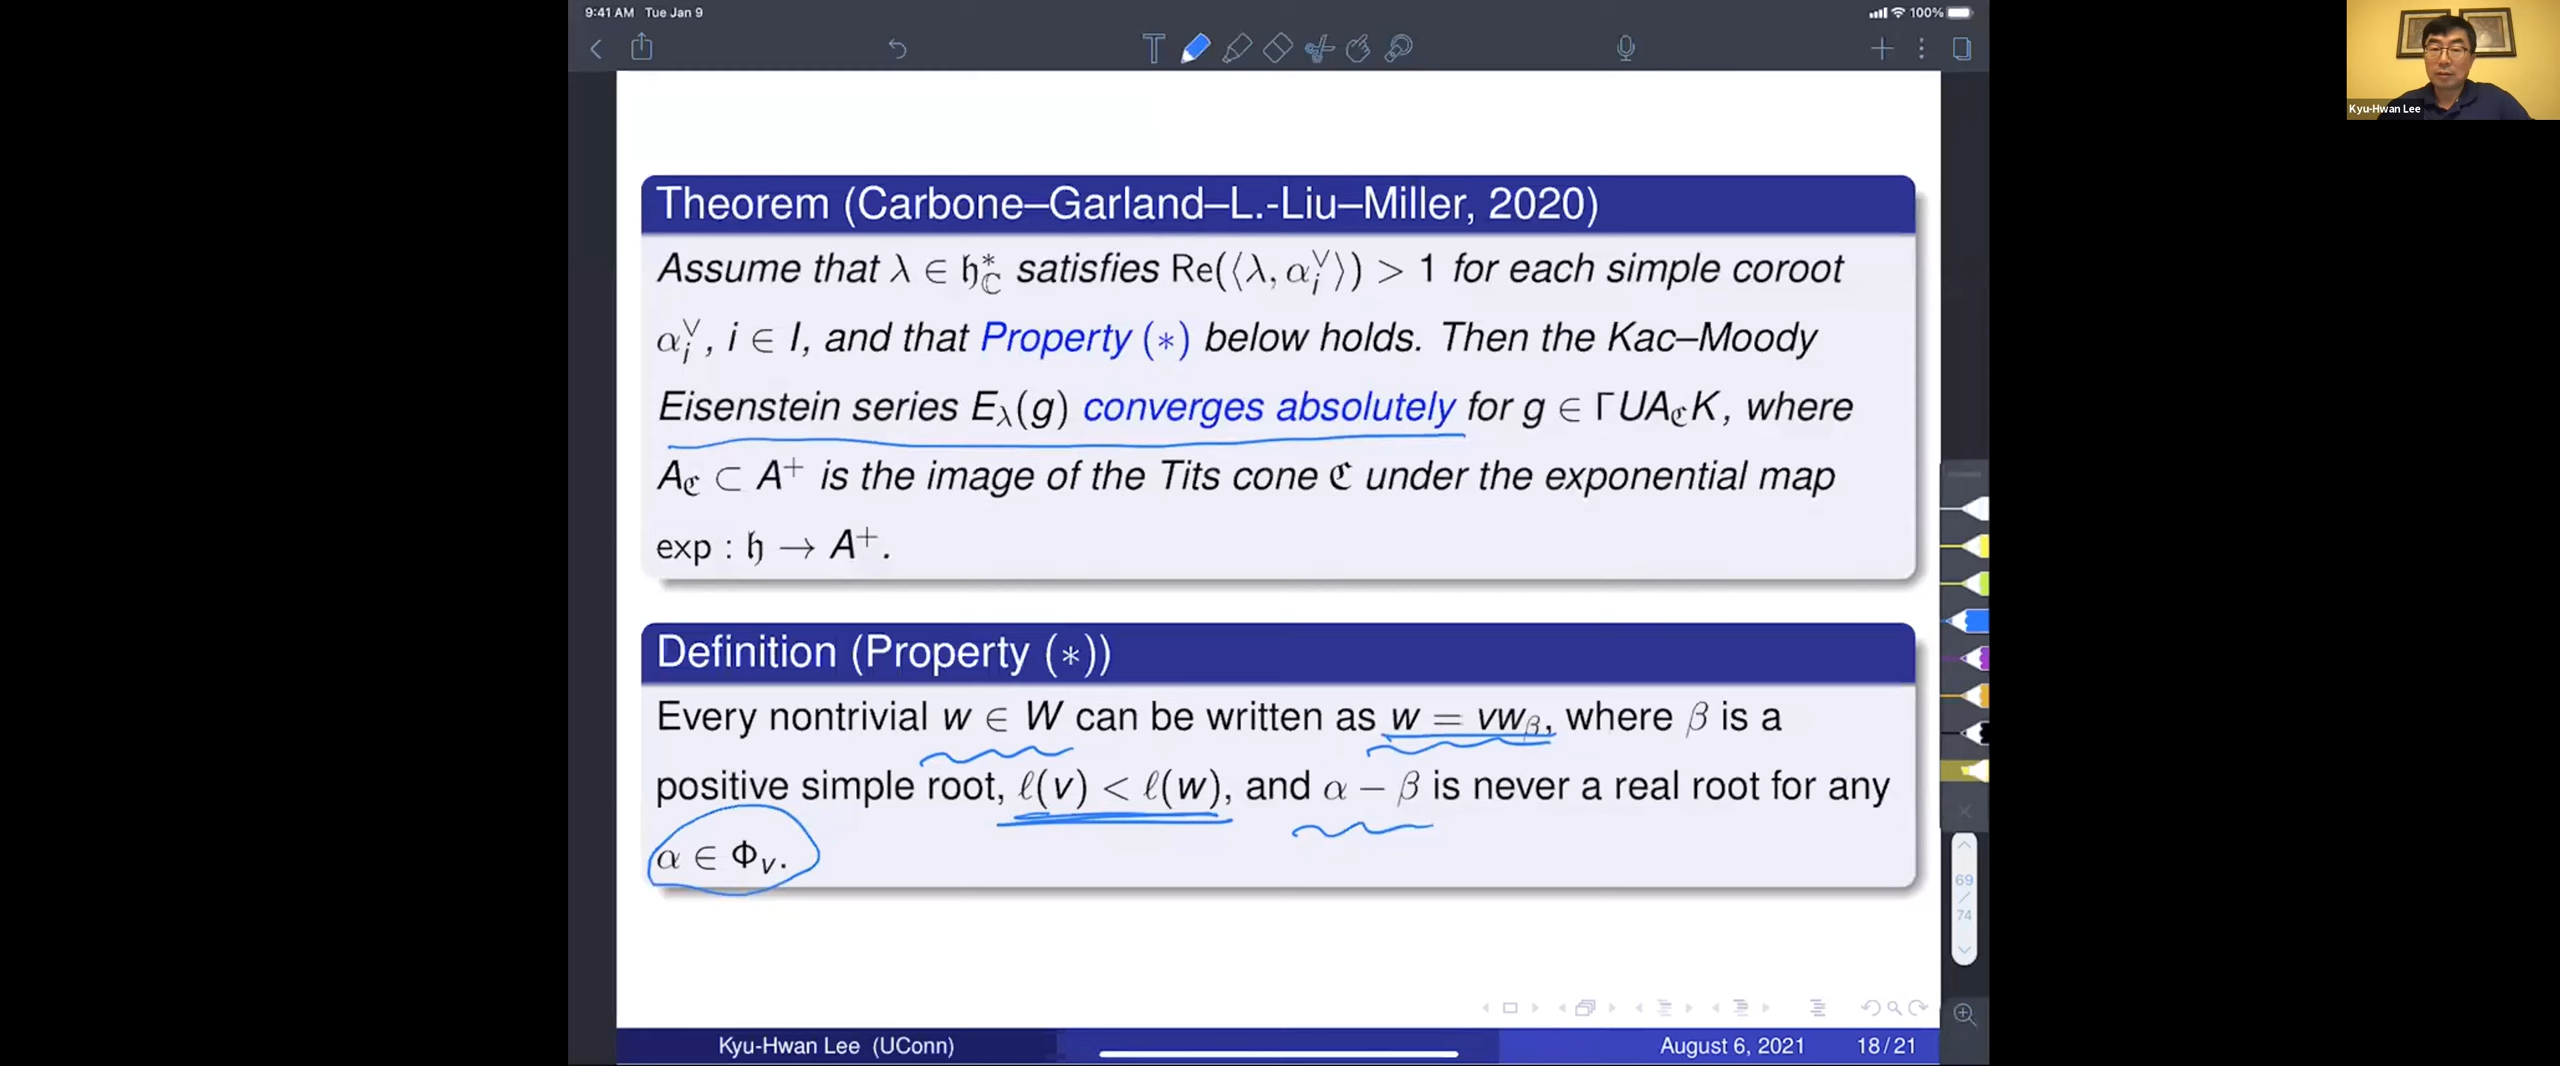 9:41 AM Tue Jan 9
100%
Kyu-Hwan Lee
Theorem (Carbone–Garland–L.-Liu–Miller, 2020)
Assume that λ ∈ 𝔥*_ℂ satisfies Re(⟨λ, α_i^∨⟩) > 1 for each simple coroot
α_i^∨, i ∈ I, and that Property (∗) below holds. Then the Kac–Moody
Eisenstein series E_λ(g) converges absolutely for g ∈ ΓUA_ℭK, where
A_ℭ ⊂ A⁺ is the image of the Tits cone ℭ under the exponential map
exp : 𝔥 → A⁺.
Definition (Property (∗))
Every nontrivial w ∈ W can be written as w = vw_β, where β is a
positive simple root, ℓ(v) < ℓ(w), and α − β is never a real root for any
α ∈ Φ_v.
69
/
74
Kyu-Hwan Lee (UConn)
August 6, 2021
18/21